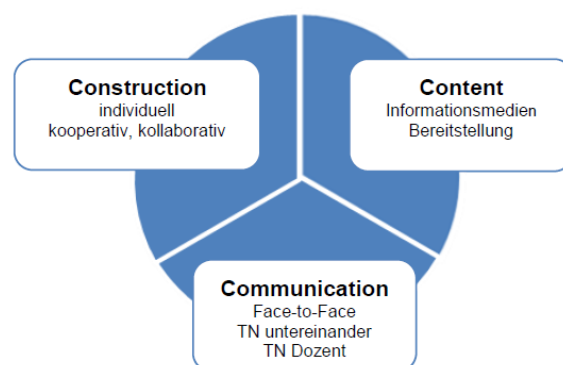 Construction
individuell
kooperativ, kollaborativ
Content
Informationsmedien
Bereitstellung
Communication
Face-to-Face
TN untereinander
TN Dozent